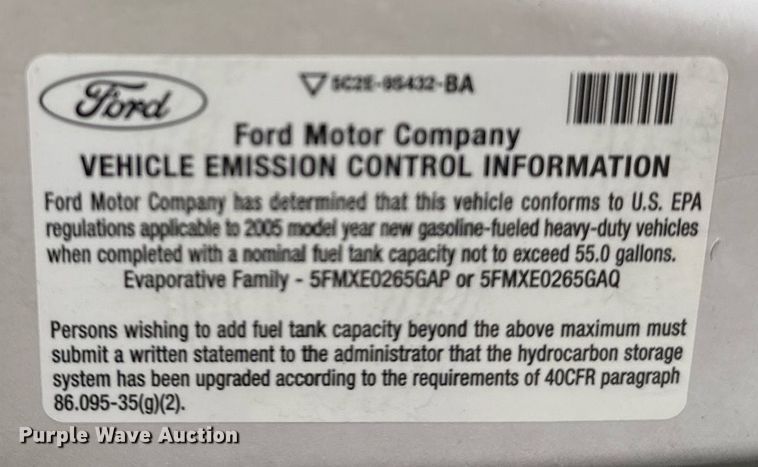 Ford
5C2E-9S432-BA
Ford Motor Company
VEHICLE EMISSION CONTROL INFORMATION
Ford Motor Company has determined that this vehicle conforms to U.S. EPA
regulations applicable to 2005 model year new gasoline-fueled heavy-duty vehicles
when completed with a nominal fuel tank capacity not to exceed 55.0 gallons.
Evaporative Family - 5FMXE0265GAP or 5FMXE0265GAQ
Persons wishing to add fuel tank capacity beyond the above maximum must
submit a written statement to the administrator that the hydrocarbon storage
system has been upgraded according to the requirements of 40CFR paragraph
86.095-35(g)(2).
Purple Wave Auction